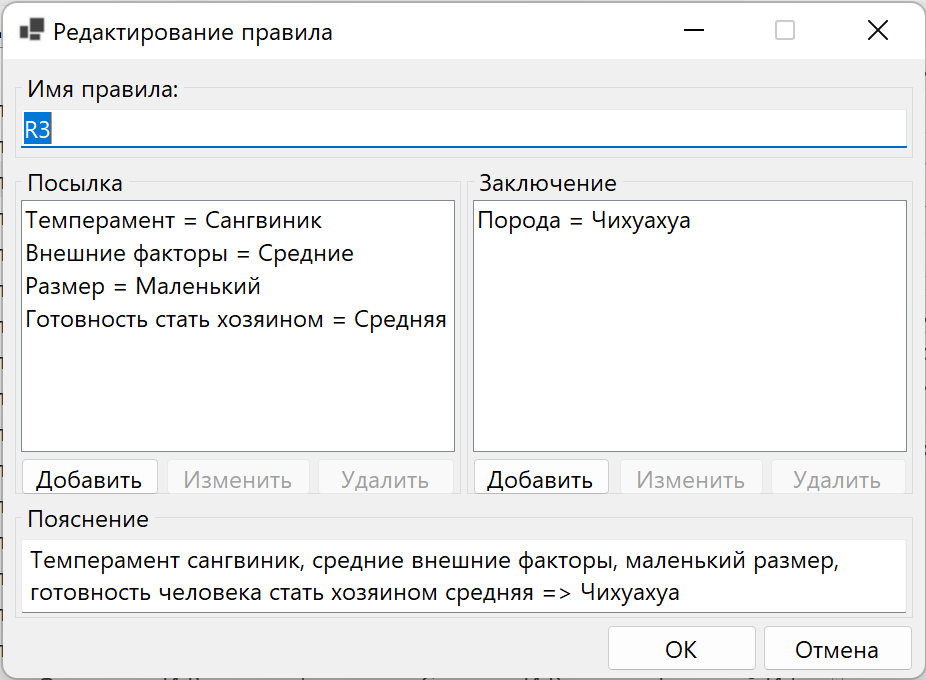 Редактирование правила
Имя правила:
R3
Посылка
Темперамент = Сангвиник
Внешние факторы = Средние
Размер = Маленький
Готовность стать хозяином = Средняя
Добавить Изменить Удалить
Заключение
Порода = Чихуахуа
Добавить Изменить Удалить
Пояснение
Темперамент сангвиник, средние внешние факторы, маленький размер,
готовность человека стать хозяином средняя => Чихуахуа
OK Отмена